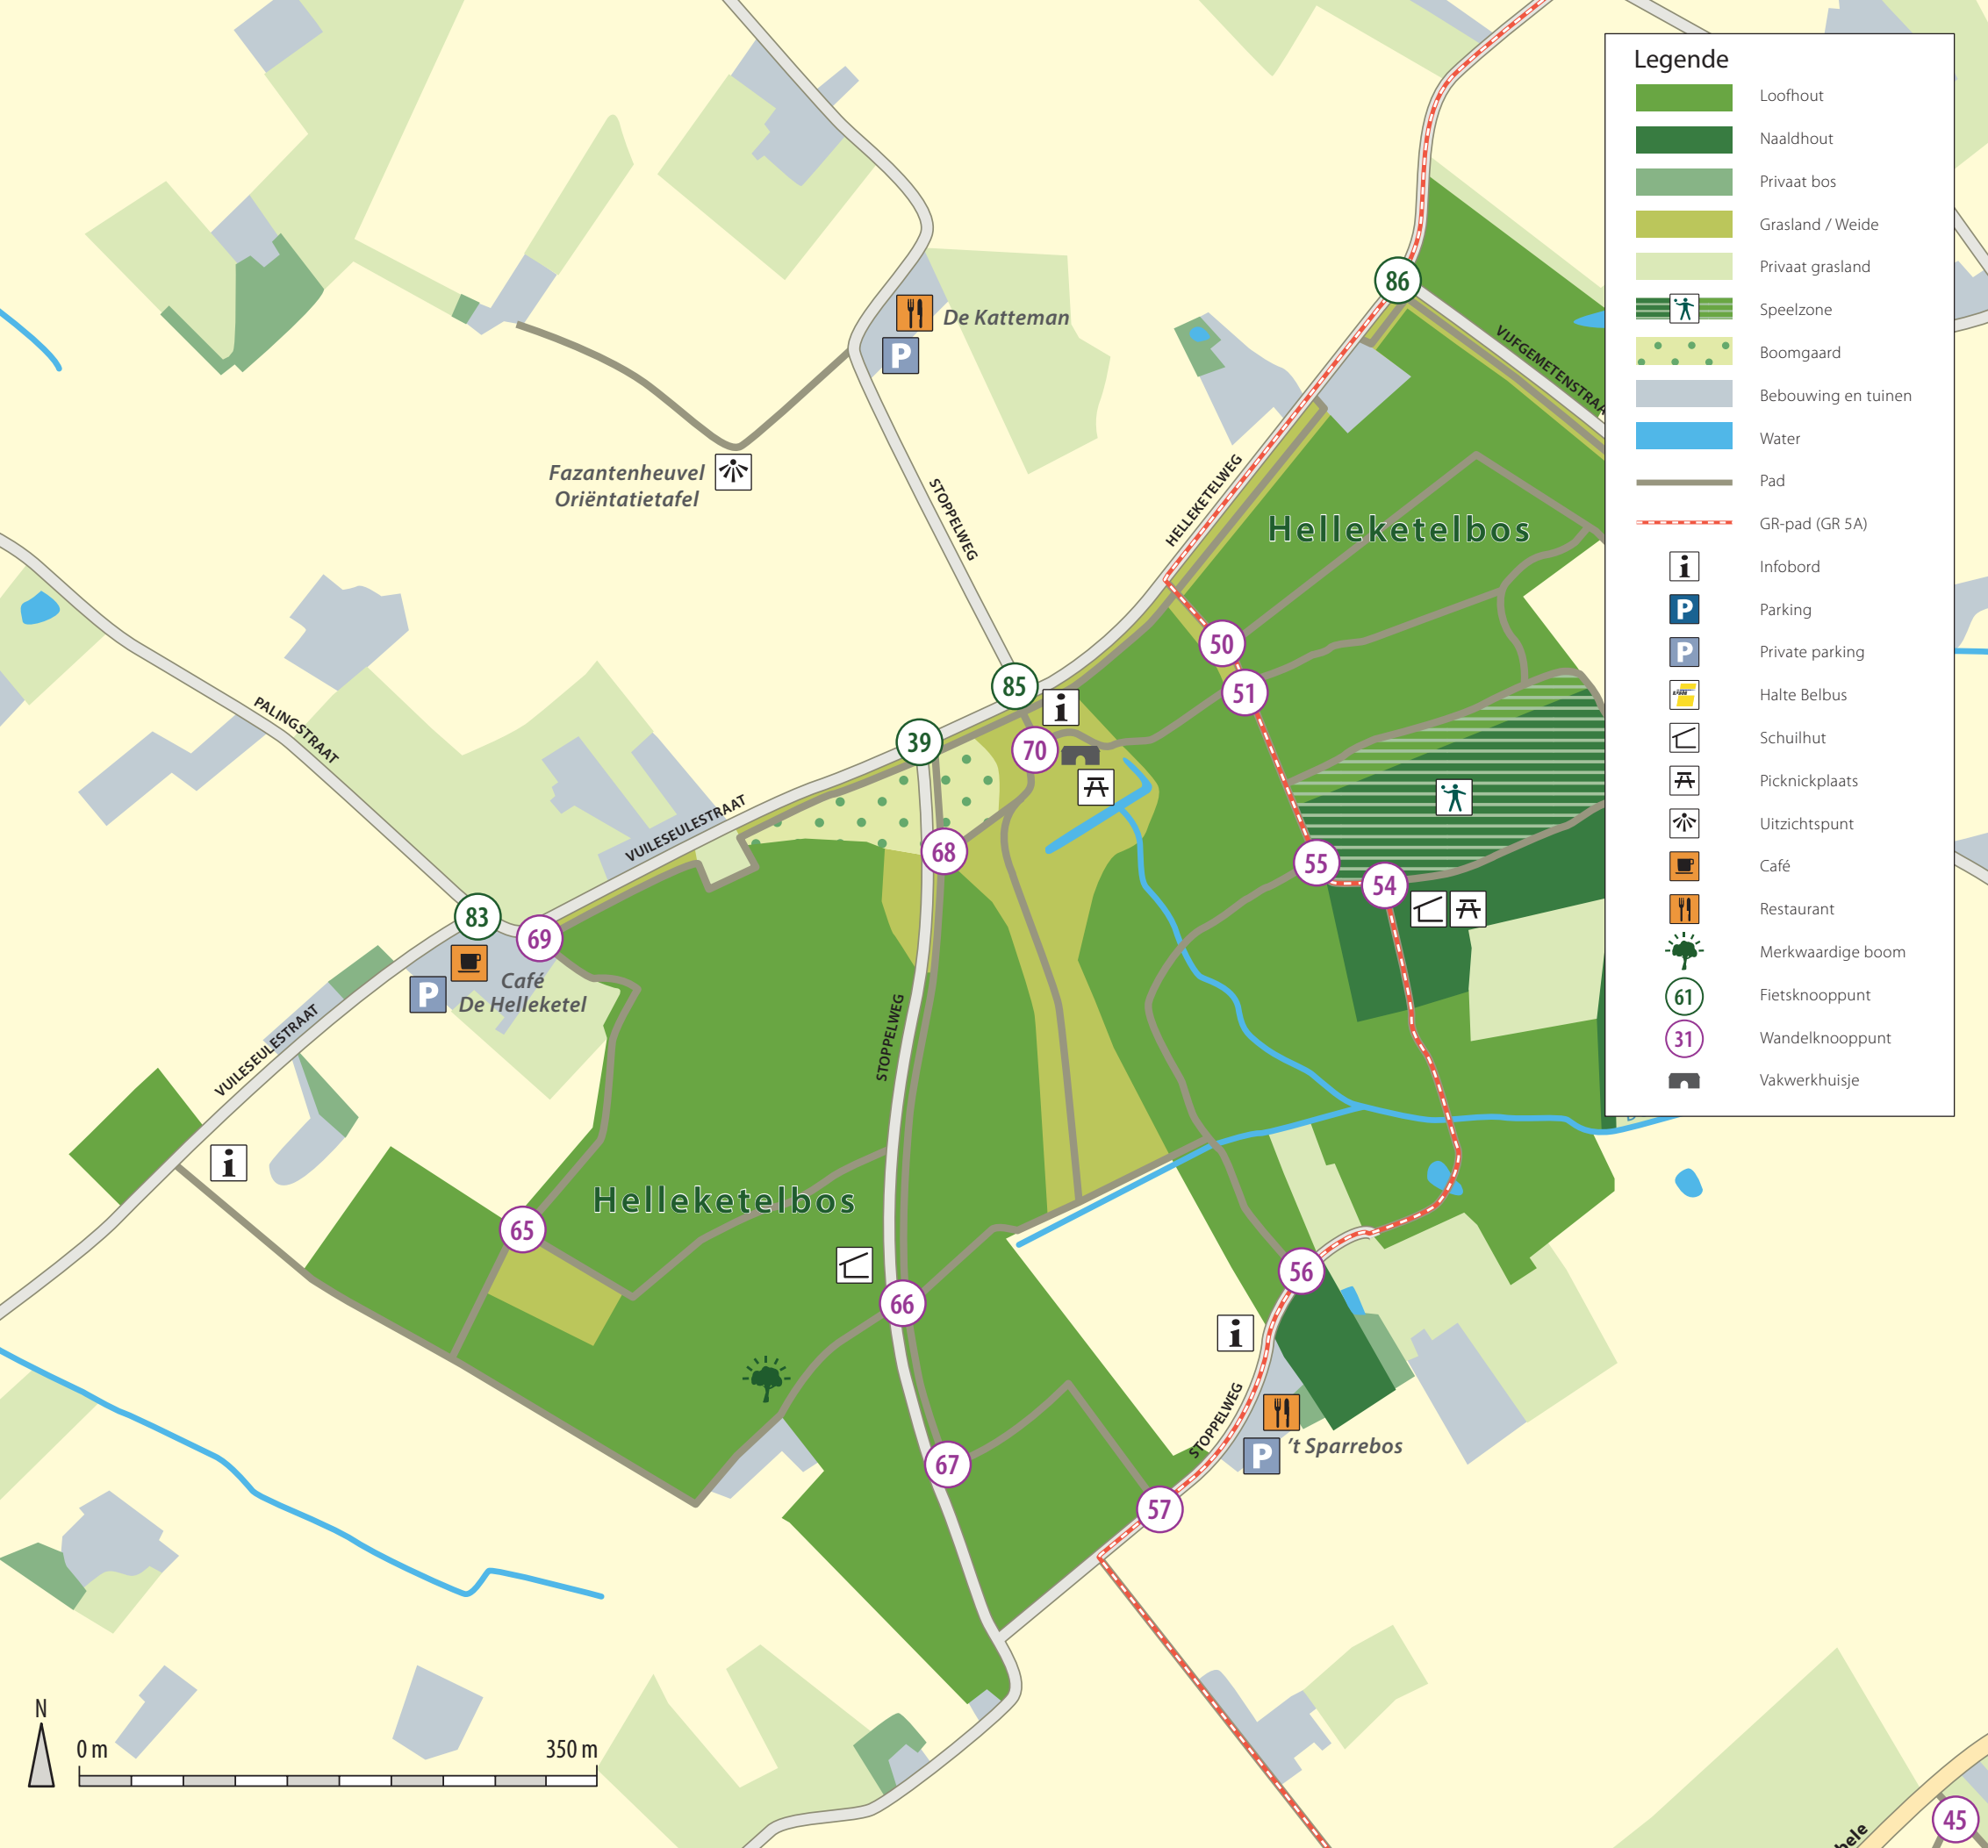 Legende
Loofhout
Naaldhout
Privaat bos
Grasland / Weide
Privaat grasland
Speelzone
Boomgaard
Bebouwing en tuinen
Water
Pad
GR-pad (GR 5A)
i Infobord
P Parking
P Private parking
Halte Belbus
Schuilhut
Picknickplaats
Uitzichtspunt
Café
Restaurant
Merkwaardige boom
61 Fietsknooppunt
31 Wandelknooppunt
Vakwerkhuisje
86
VIJFGEMETENSTRAA
De Katteman
P
Fazantenheuvel
Oriëntatietafel
STOPPELWEG
HELLEKETELWEG
Helleketelbos
50
51
85
i
39
70
PALINGSTRAAT
VUILESEULESTRAAT
68
55
54
83
69
Café
De Helleketel
P
STOPPELWEG
VUILESEULESTRAAT
i
Helleketelbos
65
66
56
i
STOPPELWEG
't Sparrebos
P
67
57
N
0 m
350 m
45
bele